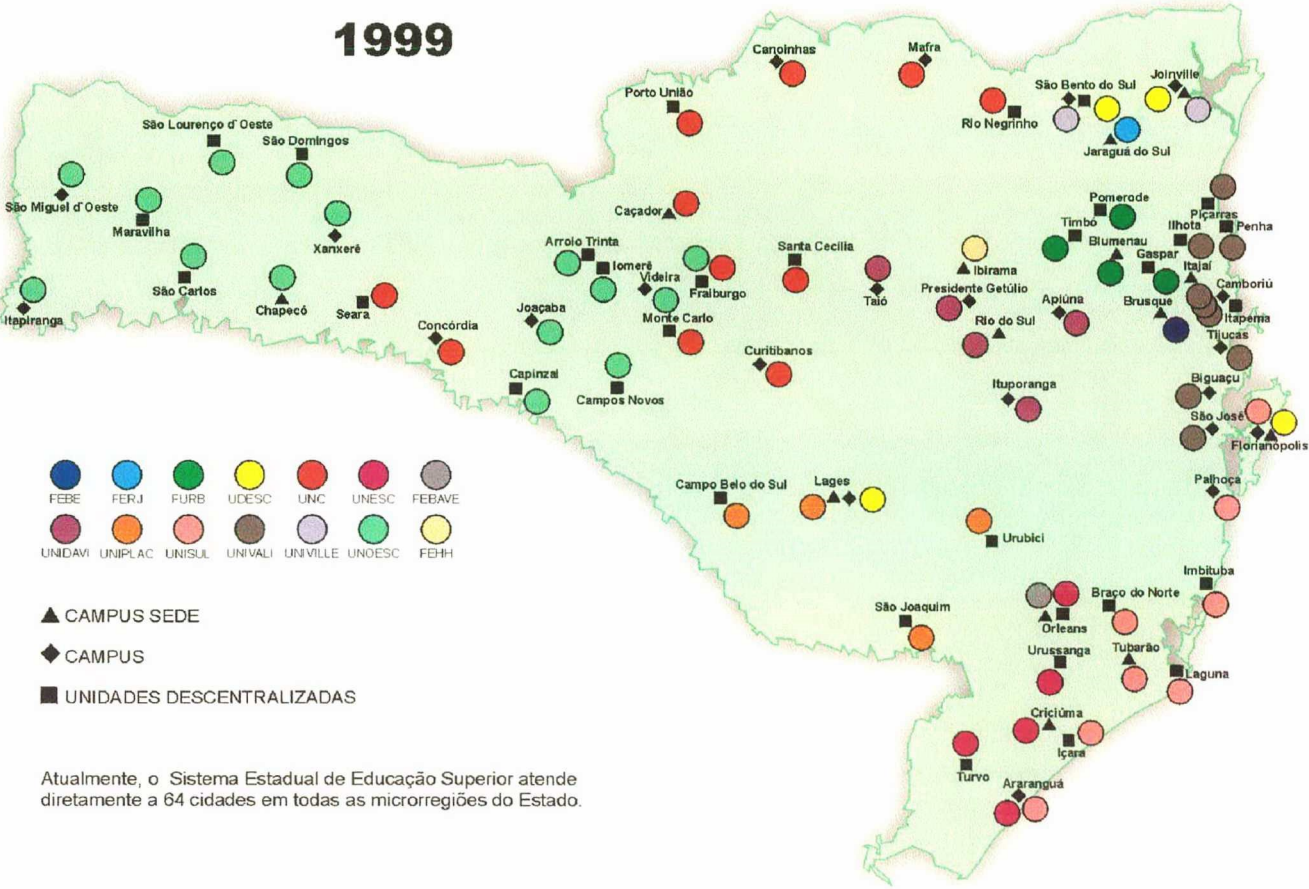 1999
Canoinhas
Mafra
Porto União
São Bento do Sul
Joinville
Rio Negrinho
Jaraguá do Sul
São Lourenço d'Oeste
São Domingos
São Miguel d'Oeste
Maravilha
Xanxerê
Caçador
Pomerode
Piçarras
Timbó
Ilhota
Penha
Arroio Trinta
Iomerê
Santa Cecília
Blumenau
Gaspar
Itajaí
Ibirama
São Carlos
Chapecó
Seara
Videira
Fraiburgo
Taió
Presidente Getúlio
Apiúna
Brusque
Camboriú
Itapema
Itapiranga
Joaçaba
Monte Carlo
Rio do Sul
Tijucas
Concórdia
Curitibanos
Capinzal
Campos Novos
Ituporanga
Biguaçu
São José
Florianópolis
FEBE FERJ FURB UDESC UNC UNESC FEBAVE
UNIDAVI UNIPLAC UNISUL UNIVALI UNIVILLE UNOESC FEHH
Campo Belo do Sul
Lages
Palhoça
Urubici
Imbituba
São Joaquim
Braço do Norte
Orleans
Urussanga
Tubarão
Laguna
Criciúma
Içara
Turvo
Araranguá
CAMPUS SEDE
CAMPUS
UNIDADES DESCENTRALIZADAS
Atualmente, o Sistema Estadual de Educação Superior atende
diretamente a 64 cidades em todas as microrregiões do Estado.